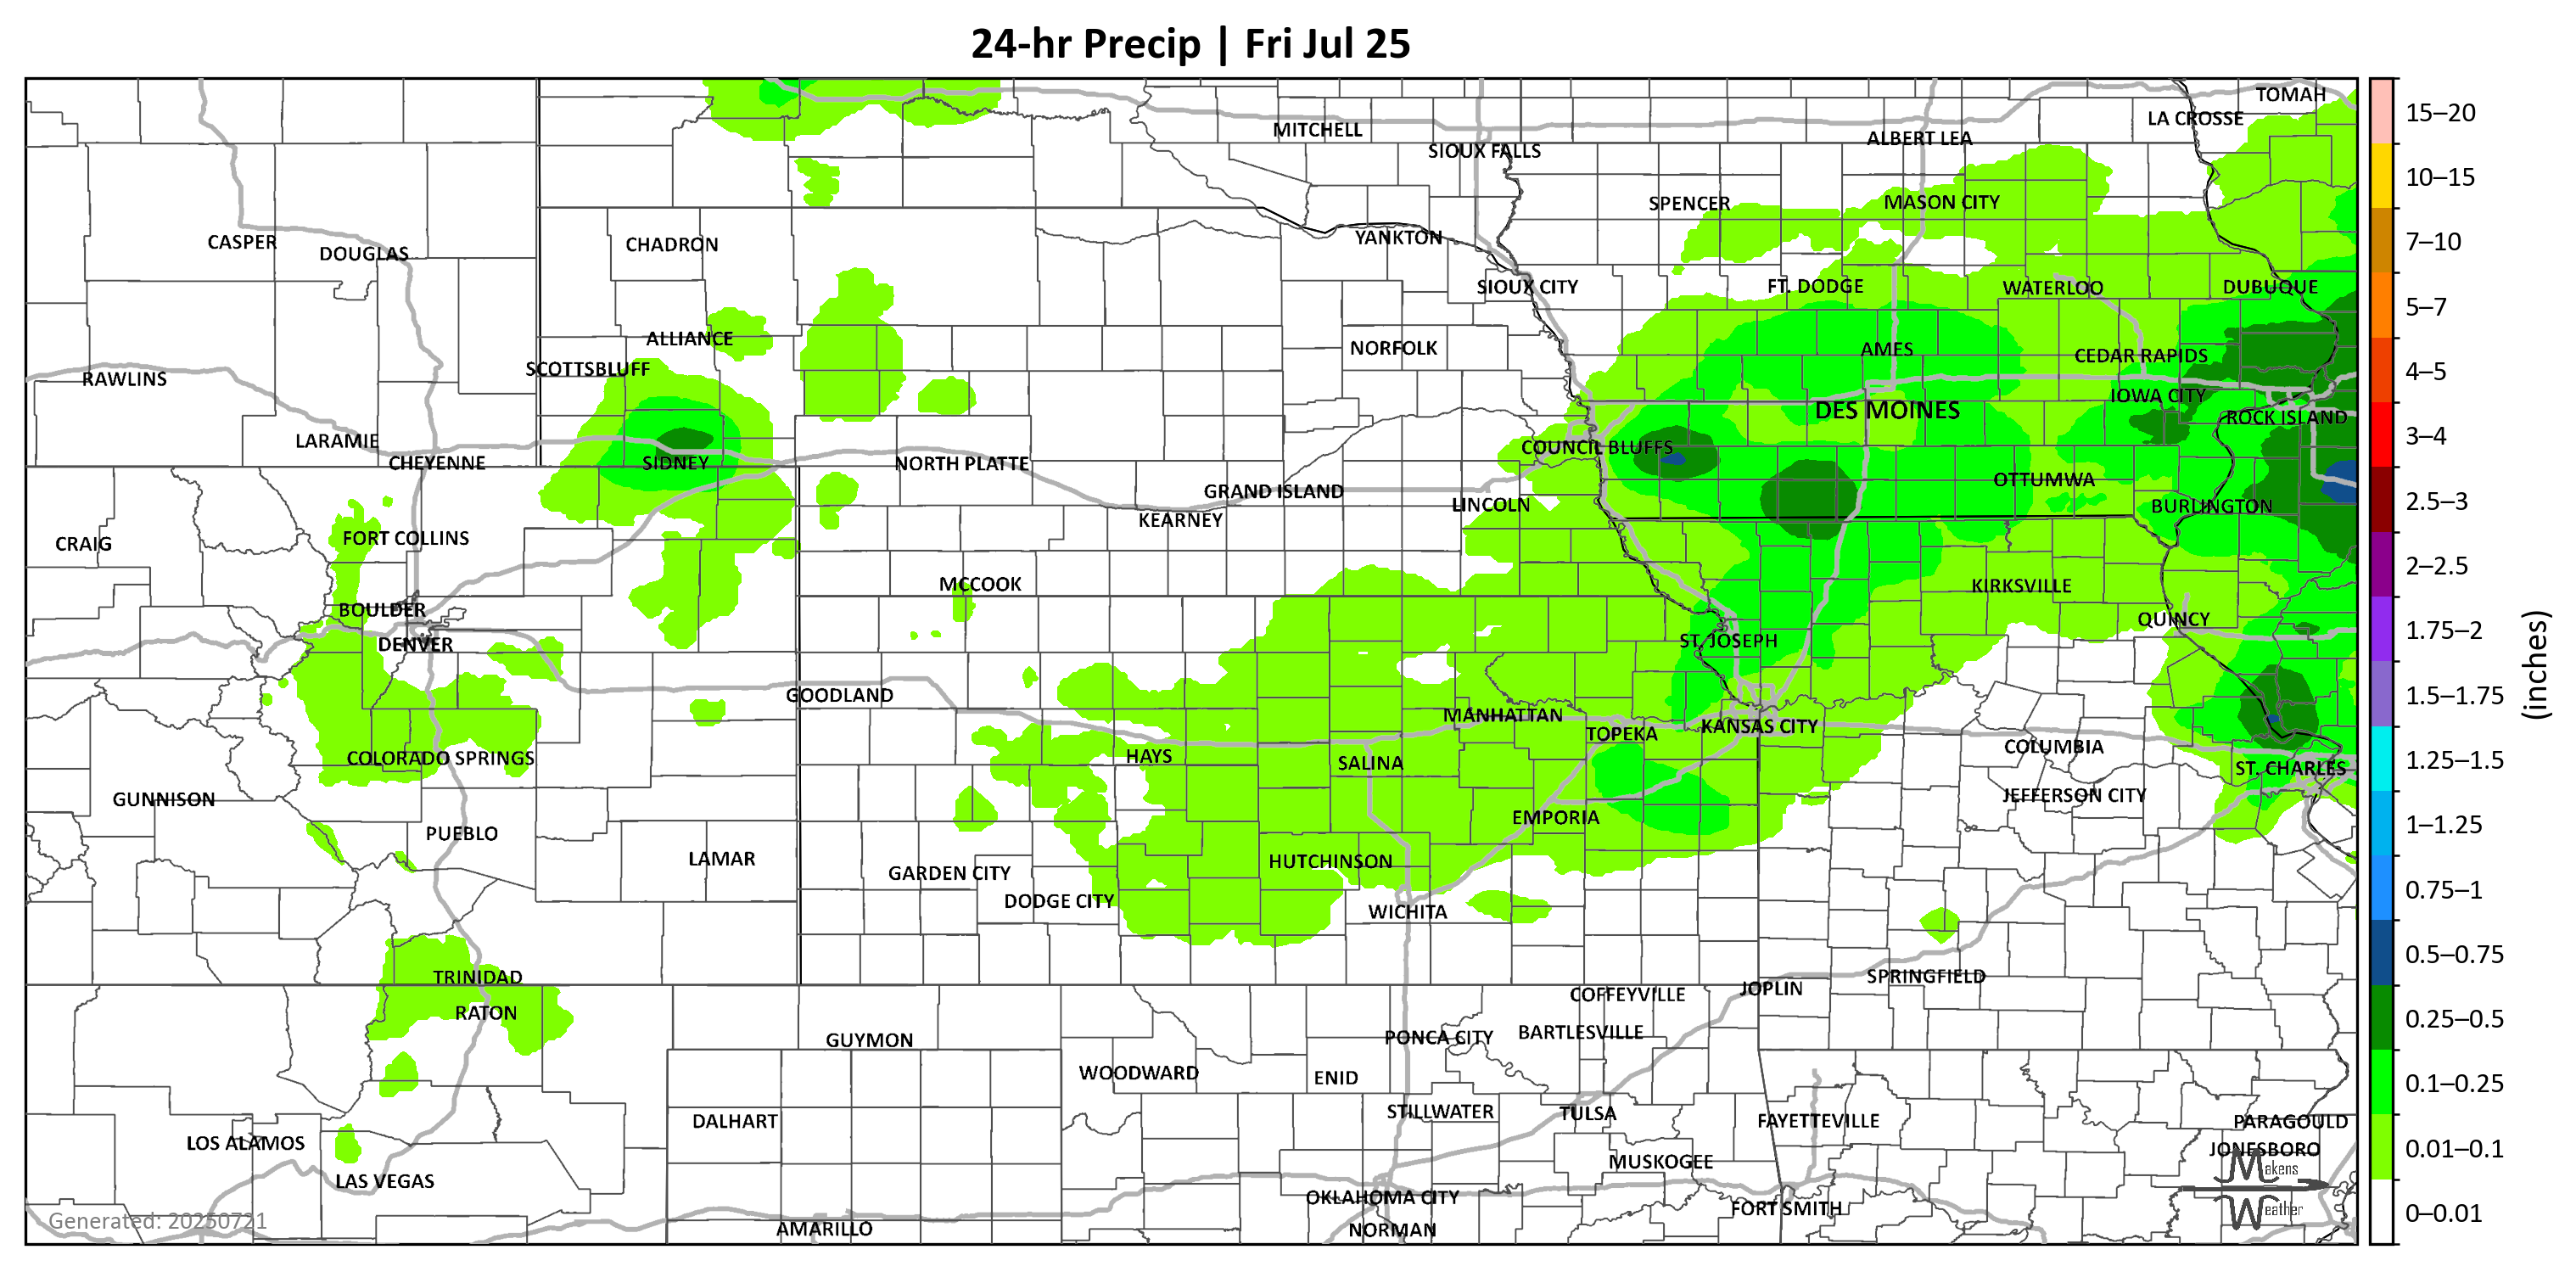 24-hr Precip | Fri Jul 25
TOMAH
LA CROSSE
MITCHELL
ALBERT LEA
SIOUX FALLS
SPENCER
MASON CITY
CASPER
DOUGLAS
CHADRON
YANKTON
SIOUX CITY
FT. DODGE
WATERLOO
DUBUQUE
ALLIANCE
NORFOLK
AMES
CEDAR RAPIDS
SCOTTSBLUFF
RAWLINS
IOWA CITY
DES MOINES
ROCK ISLAND
LARAMIE
COUNCIL BLUFFS
CHEYENNE
SIDNEY
NORTH PLATTE
OTTUMWA
GRAND ISLAND
LINCOLN
BURLINGTON
KEARNEY
CRAIG
FORT COLLINS
MCCOOK
KIRKSVILLE
BOULDER
QUINCY
DENVER
ST. JOSEPH
GOODLAND
MANHATTAN
KANSAS CITY
TOPEKA
COLUMBIA
COLORADO SPRINGS
HAYS
SALINA
ST. CHARLES
GUNNISON
JEFFERSON CITY
EMPORIA
PUEBLO
LAMAR
HUTCHINSON
GARDEN CITY
DODGE CITY
WICHITA
TRINIDAD
SPRINGFIELD
JOPLIN
COFFEYVILLE
RATON
GUYMON
PONCA CITY
BARTLESVILLE
WOODWARD
ENID
DALHART
STILLWATER
TULSA
FAYETTEVILLE
PARAGOULD
LOS ALAMOS
JONESBORO
MUSKOGEE
LAS VEGAS
OKLAHOMA CITY
FORT SMITH
AMARILLO
NORMAN
Generated: 20250721
Makens
Weather
15–20
10–15
7–10
5–7
4–5
3–4
2.5–3
2–2.5
1.75–2
1.5–1.75
1.25–1.5
1–1.25
0.75–1
0.5–0.75
0.25–0.5
0.1–0.25
0.01–0.1
0–0.01
(inches)